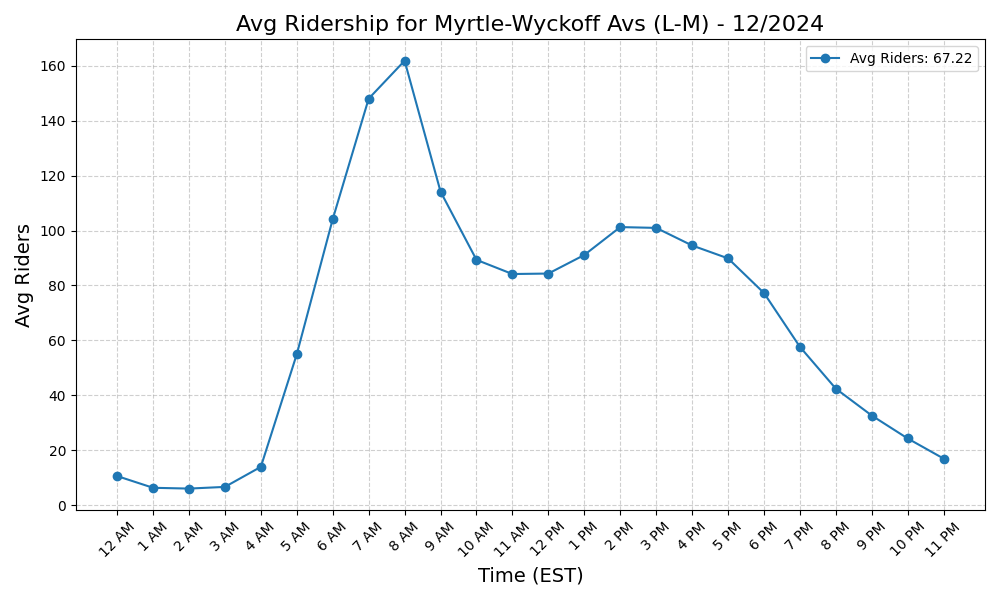 Avg Ridership for Myrtle-Wyckoff Avs (L-M) - 12/2024
Avg Riders: 67.22
Avg Riders
160
140
120
100
80
60
40
20
0
12 AM
1 AM
2 AM
3 AM
4 AM
5 AM
6 AM
7 AM
8 AM
9 AM
10 AM
11 AM
12 PM
1 PM
2 PM
3 PM
4 PM
5 PM
6 PM
7 PM
8 PM
9 PM
10 PM
11 PM
Time (EST)